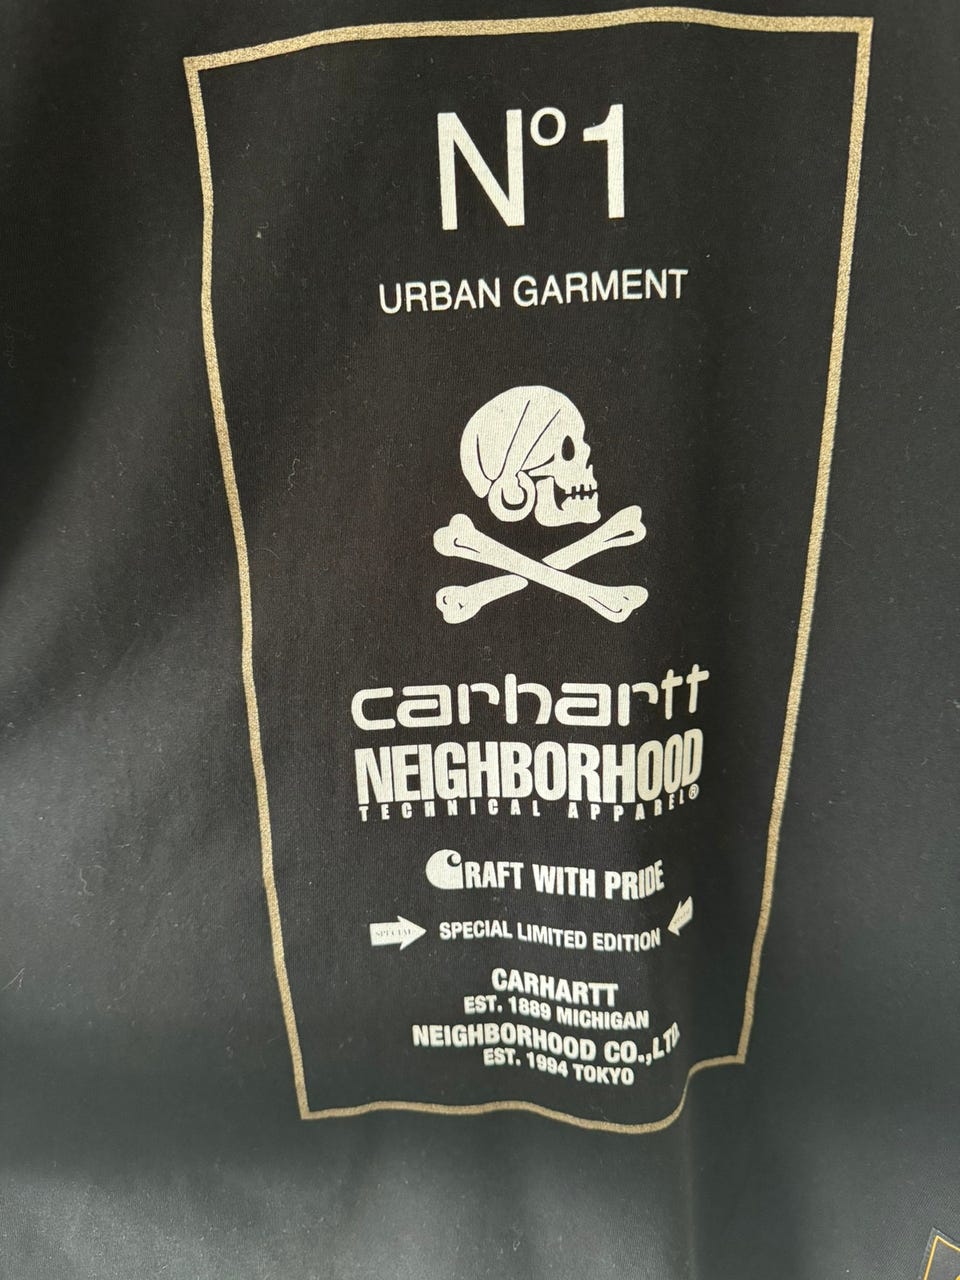 Nº1
URBAN GARMENT
carhartt
NEIGHBORHOOD
TECHNICAL APPAREL®
CRAFT WITH PRIDE
SPECIAL SPECIAL LIMITED EDITION
CARHARTT
EST. 1889 MICHIGAN
NEIGHBORHOOD CO.,LTD.
EST. 1994 TOKYO